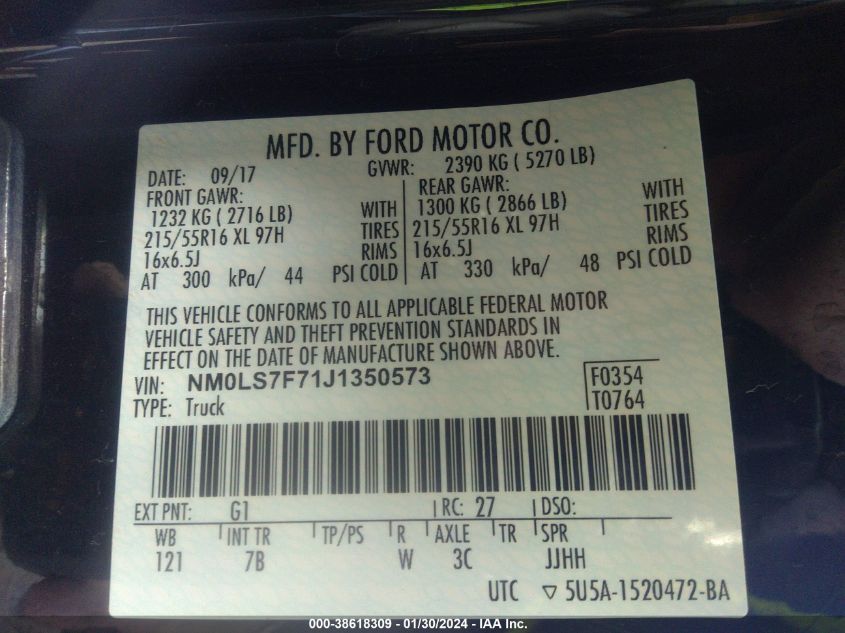 MFD. BY FORD MOTOR CO.
DATE: 09/17 GVWR: 2390 KG ( 5270 LB)
FRONT GAWR: REAR GAWR:
1232 KG ( 2716 LB) WITH 1300 KG ( 2866 LB) WITH
215/55R16 XL 97H TIRES 215/55R16 XL 97H TIRES
16x6.5J RIMS 16x6.5J RIMS
AT 300 kPa/ 44 PSI COLD AT 330 kPa/ 48 PSI COLD
THIS VEHICLE CONFORMS TO ALL APPLICABLE FEDERAL MOTOR
VEHICLE SAFETY AND THEFT PREVENTION STANDARDS IN
EFFECT ON THE DATE OF MANUFACTURE SHOWN ABOVE.
VIN: NM0LS7F71J1350573 F0354
TYPE: Truck T0764
EXT PNT: G1 RC: 27 DSO:
WB INT TR TP/PS R AXLE TR SPR
121 7B W 3C JJHH
UTC ▽ 5U5A-1520472-BA
000-38618309 - 01/30/2024 - IAA Inc.